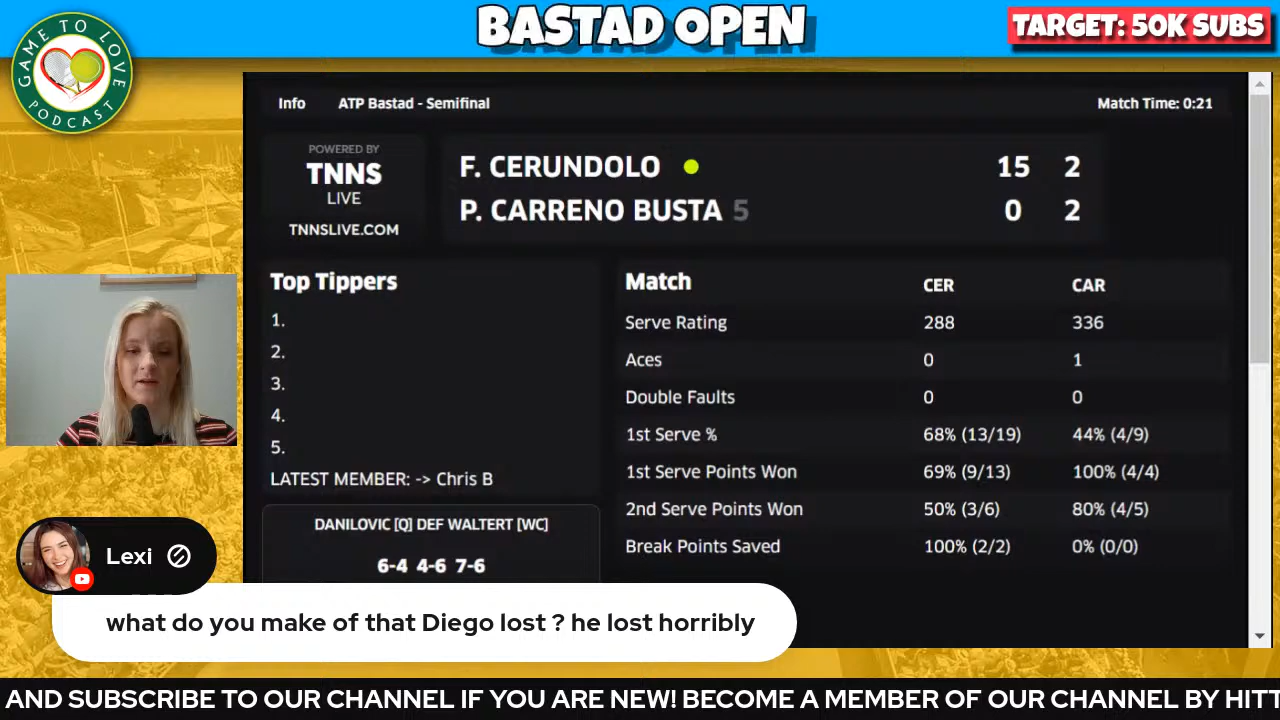 BASTAD OPEN
TARGET: 50K SUBS
GAME TO LOVE
PODCAST
Info ATP Bastad - Semifinal Match Time: 0:21
POWERED BY
TNNS
LIVE
TNNSLIVE.COM
F. CERUNDOLO 15 2
P. CARRENO BUSTA 5 0 2
Top Tippers
1.
2.
3.
4.
5.
LATEST MEMBER: -> Chris B
DANILOVIC [Q] DEF WALTERT [WC]
6-4 4-6 7-6
Match CER CAR
Serve Rating 288 336
Aces 0 1
Double Faults 0 0
1st Serve % 68% (13/19) 44% (4/9)
1st Serve Points Won 69% (9/13) 100% (4/4)
2nd Serve Points Won 50% (3/6) 80% (4/5)
Break Points Saved 100% (2/2) 0% (0/0)
Lexi
what do you make of that Diego lost ? he lost horribly
AND SUBSCRIBE TO OUR CHANNEL IF YOU ARE NEW! BECOME A MEMBER OF OUR CHANNEL BY HITT